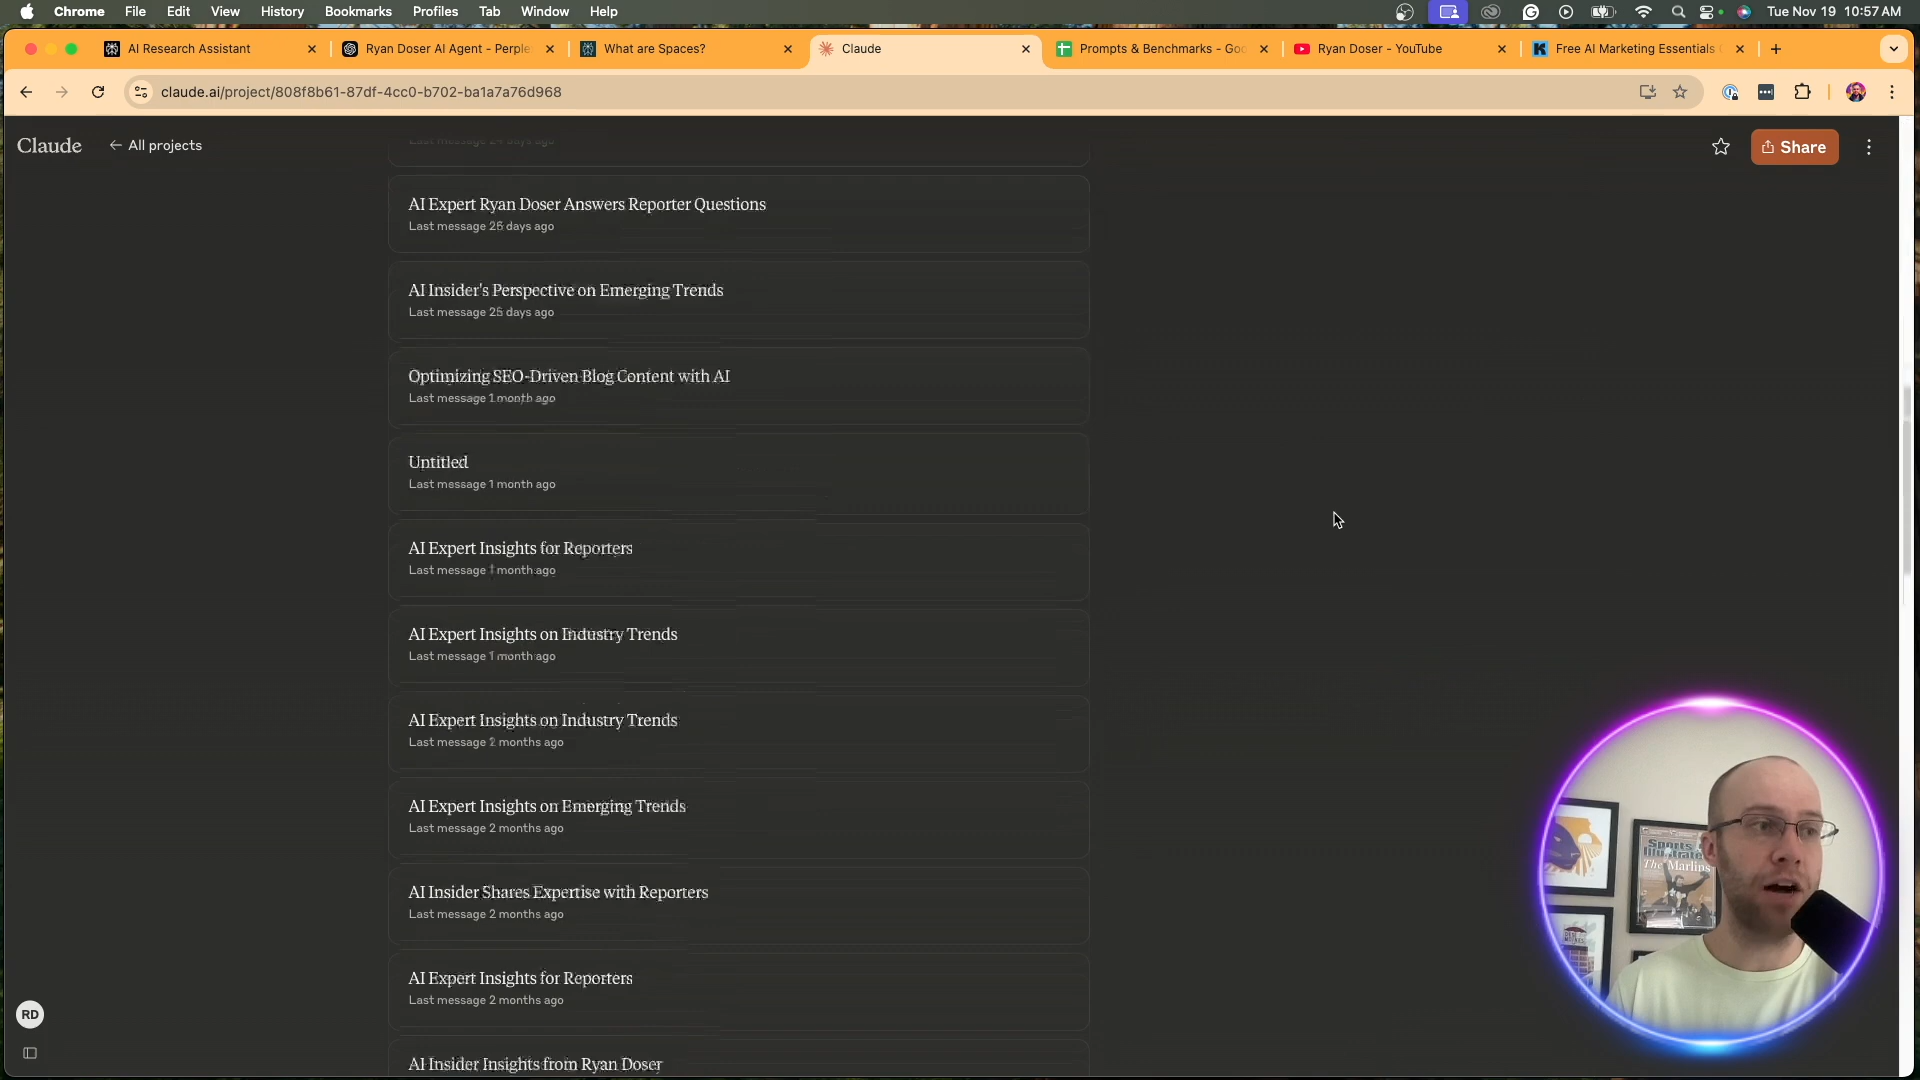 Chrome File Edit View History Bookmarks Profiles Tab Window Help
Tue Nov 19 10:57 AM
AI Research Assistant
Ryan Doser AI Agent - Perple
What are Spaces?
Claude
Prompts & Benchmarks - Goo
Ryan Doser - YouTube
Free AI Marketing Essentials
claude.ai/project/808f8b61-87df-4cc0-b702-ba1a7a76d968
Claude
← All projects
Share
AI Expert Ryan Doser Answers Reporter Questions
Last message 26 days ago
AI Insider's Perspective on Emerging Trends
Last message 26 days ago
Optimizing SEO-Driven Blog Content with AI
Last message 1 month ago
Untitled
Last message 1 month ago
AI Expert Insights for Reporters
Last message 1 month ago
AI Expert Insights on Industry Trends
Last message 1 month ago
AI Expert Insights on Industry Trends
Last message 2 months ago
AI Expert Insights on Emerging Trends
Last message 2 months ago
AI Insider Shares Expertise with Reporters
Last message 2 months ago
AI Expert Insights for Reporters
Last message 2 months ago
AI Insider Insights from Ryan Doser
RD
Sports
Illustrated
The Marlins